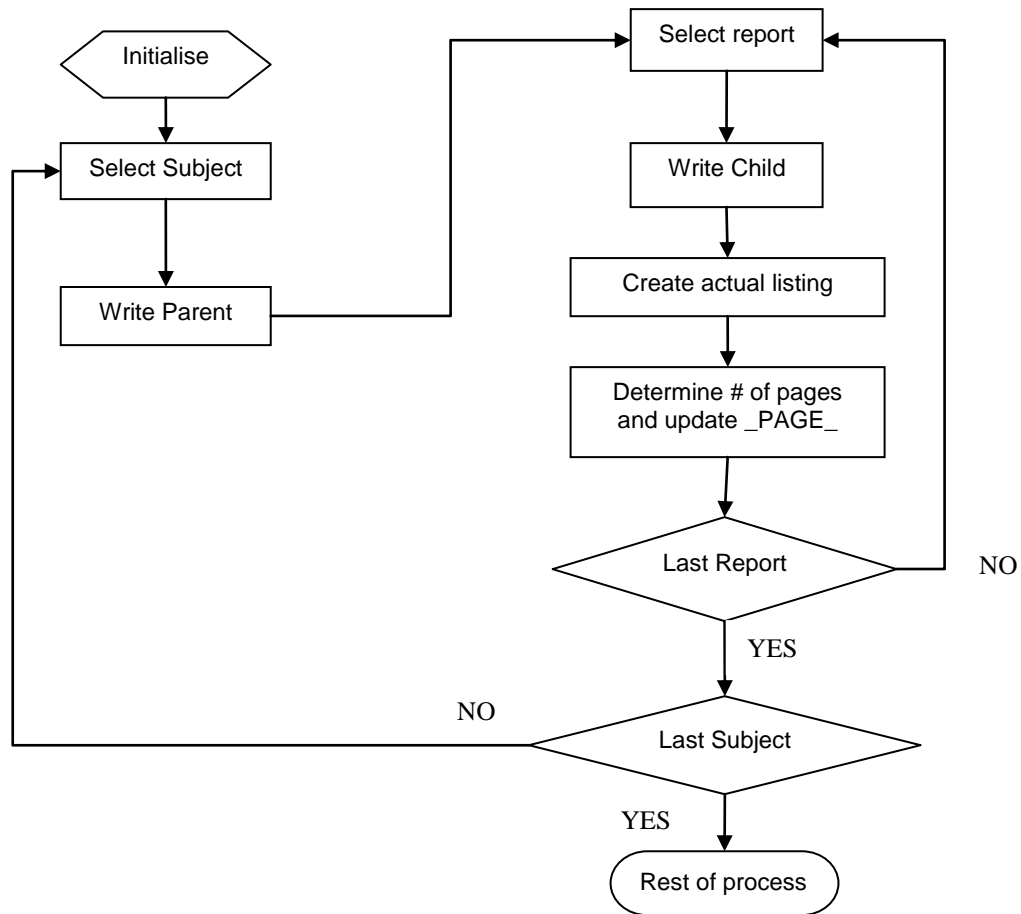 Initialise
Select Subject
Write Parent
Select report
Write Child
Create actual listing
Determine # of pages
and update _PAGE_
Last Report
NO
YES
Last Subject
NO
YES
Rest of process